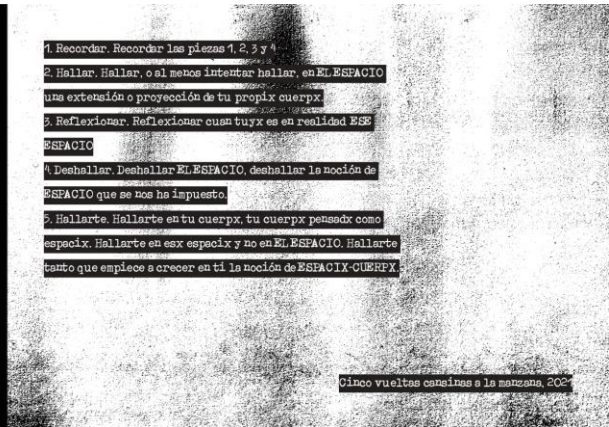 1. Recordar. Recordar las piezas 1, 2, 3 y 4
2. Hallar. Hallar, o al menos intentar hallar, en EL ESPACIO
una extensión o proyección de tu propix cuerpx.
3. Reflexionar. Reflexionar cuan tuyx es en realidad ESE
ESPACIO
4. Deshallar. Deshallar EL ESPACIO, deshallar la noción de
ESPACIO que se nos ha impuesto.
5. Hallarte. Hallarte en tu cuerpx, tu cuerpx pensadx como
espacix. Hallarte en esx espacix y no en EL ESPACIO. Hallarte
tanto que empiece a crecer en ti la noción de ESPACIX-CUERPX.
Cinco vueltas cansinas a la manzana, 2021